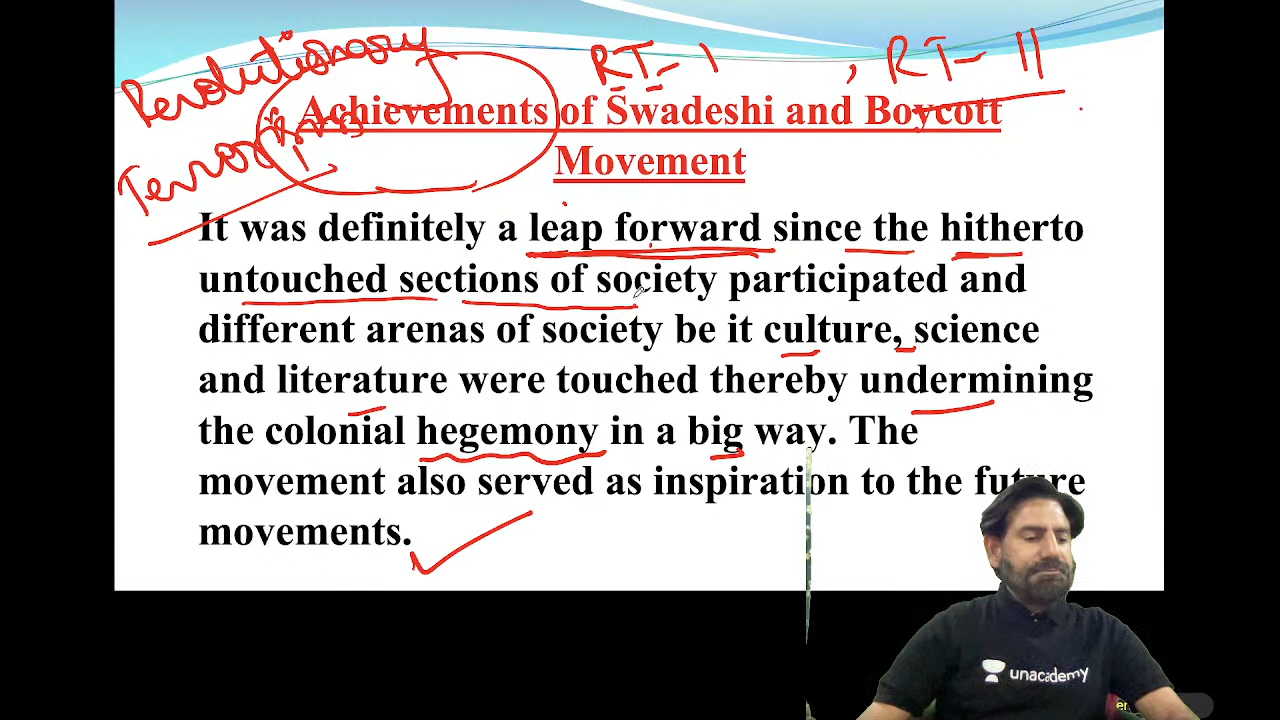 Revolutionary
Terrorism
RT-I , RT-II
Achievements of Swadeshi and Boycott
Movement
It was definitely a leap forward since the hitherto
untouched sections of society participated and
different arenas of society be it culture, science
and literature were touched thereby undermining
the colonial hegemony in a big way. The
movement also served as inspiration to the future
movements.
unacademy